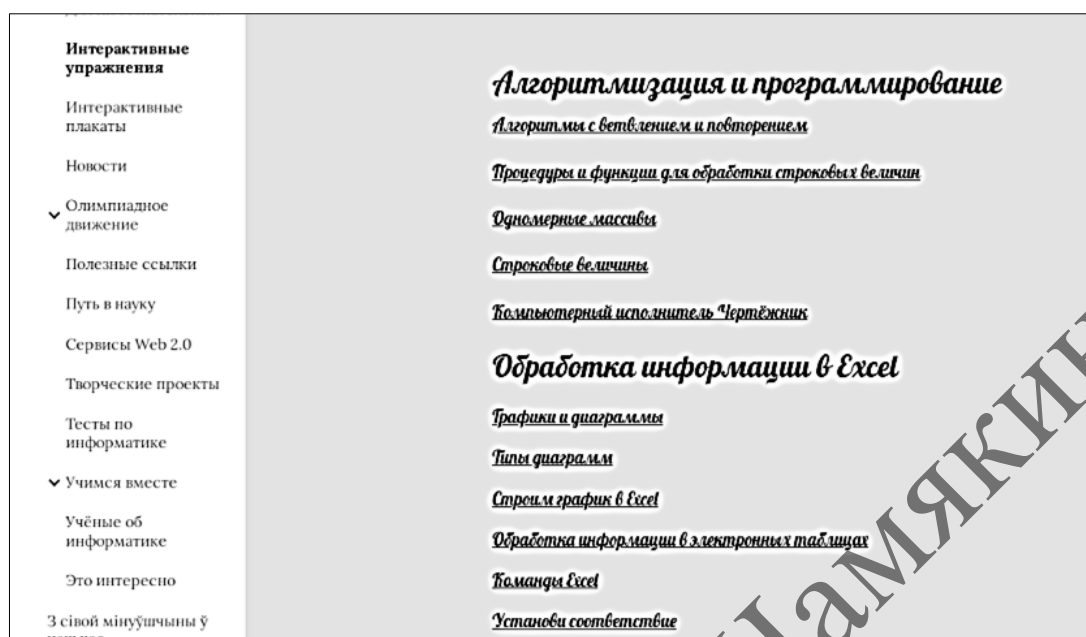 Интерактивные
упражнения
Интерактивные
плакаты
Новости
Олимпиадное
движение
Полезные ссылки
Путь в науку
Сервисы Web 2.0
Творческие проекты
Тесты по
информатике
Учимся вместе
Учёные об
информатике
Это интересно
З сівой мінуўшчыны ў
Алгоритмизация и программирование
Алгоритмы с ветвлением и повторением
Процедуры и функции для обработки строковых величин
Одномерные массивы
Строковые величины
Компьютерный исполнитель Чертёжник
Обработка информации в Excel
Графики и диаграммы
Типы диаграмм
Строим график в Excel
Обработка информации в электронных таблицах
Команды Excel
Установи соответствие